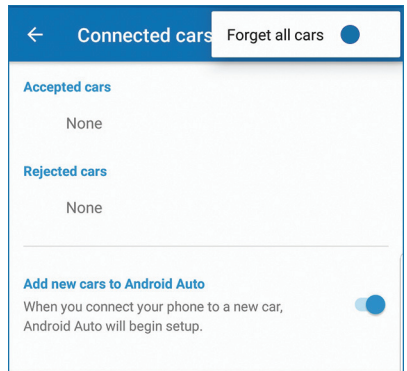 Connected cars
Forget all cars
Accepted cars
None
Rejected cars
None
Add new cars to Android Auto
When you connect your phone to a new car,
Android Auto will begin setup.